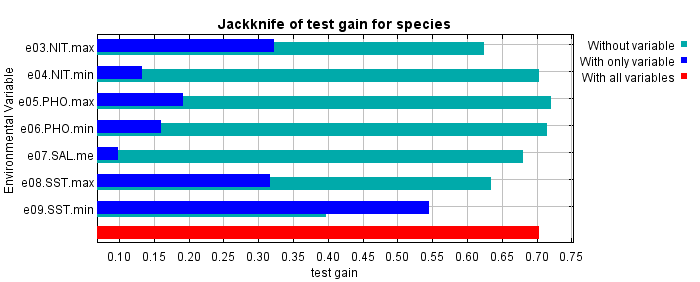 Jackknife of test gain for species
Environmental Variable
e03.NIT.max
e04.NIT.min
e05.PHO.max
e06.PHO.min
e07.SAL.me
e08.SST.max
e09.SST.min
0.10 0.15 0.20 0.25 0.30 0.35 0.40 0.45 0.50 0.55 0.60 0.65 0.70 0.75
test gain
Without variable
With only variable
With all variables